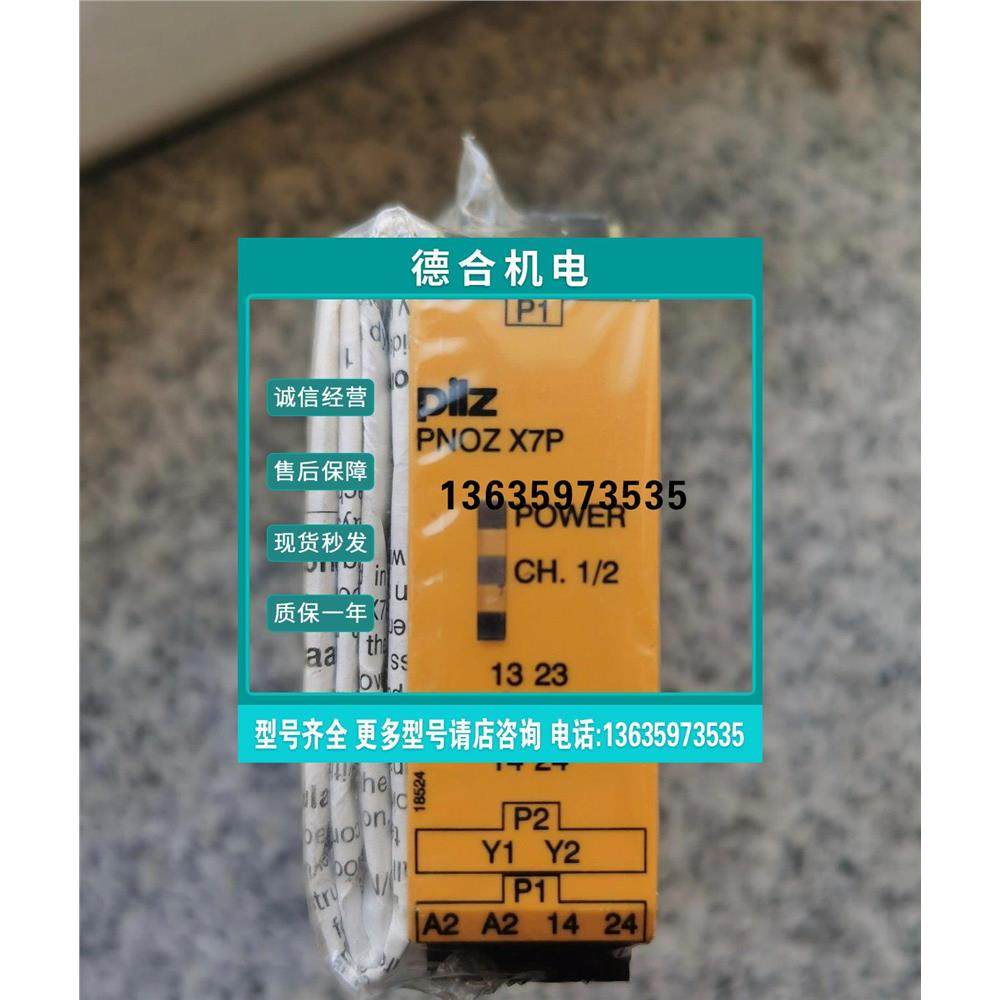 德合机电
P1
pilz
PNOZ X7P
诚信经营
13635973535
POWER
售后保障
CH. 1/2
现货秒发
质保一年
13 23
型号齐全 更多型号请店咨询 电话:13635973535
14 24
18524
P2
Y1 Y2
P1
A2 A2 14 24